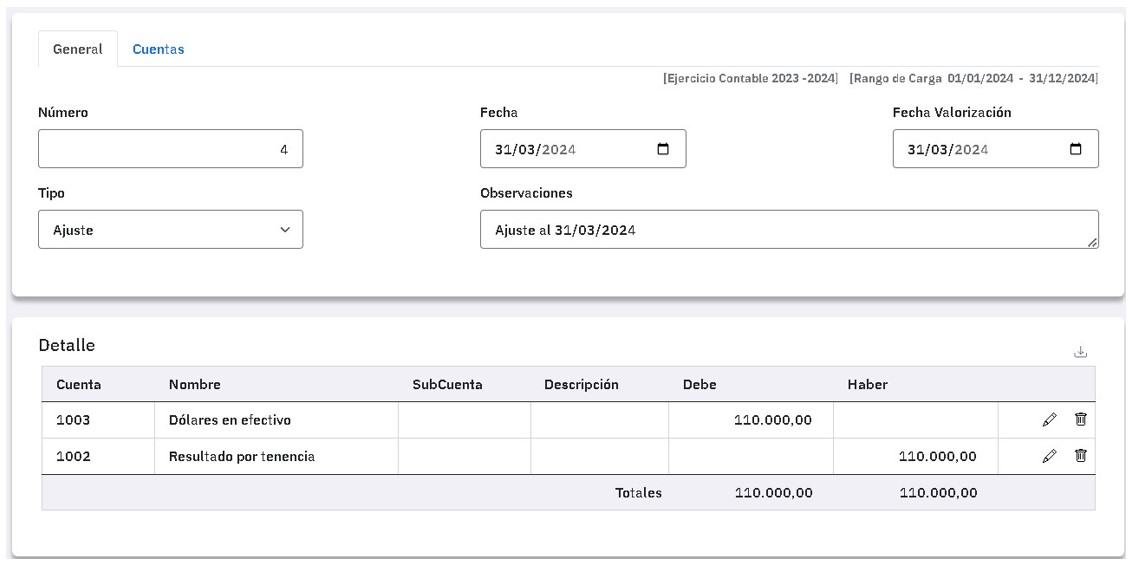 General Cuentas
[Ejercicio Contable 2023 -2024] [Rango de Carga 01/01/2024 - 31/12/2024]
Número Fecha Fecha Valorización
4 31/03/2024 31/03/2024
Tipo Observaciones
Ajuste Ajuste al 31/03/2024
Detalle
Cuenta Nombre SubCuenta Descripción Debe Haber
1003 Dólares en efectivo 110.000,00
1002 Resultado por tenencia 110.000,00
Totales 110.000,00 110.000,00